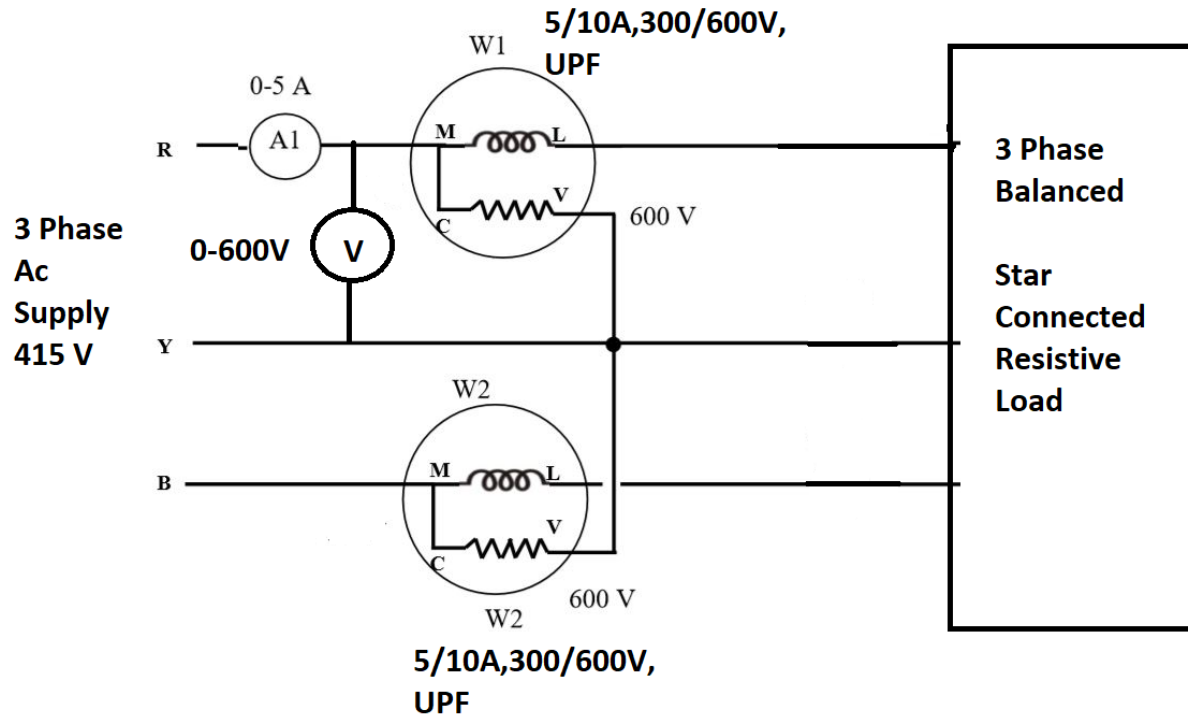 5/10A,300/600V,
UPF
W1
0-5 A
A1
M
L
R
C
V
600 V
3 Phase
Ac
Supply
415 V
0-600V
V
Y
3 Phase
Balanced
Star
Connected
Resistive
Load
W2
M
L
B
C
V
600 V
W2
5/10A,300/600V,
UPF